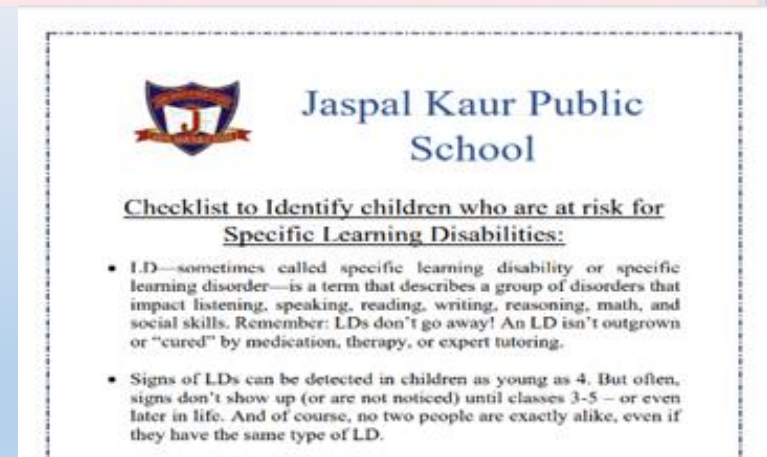 J
Jaspal Kaur Public
School
Checklist to Identify children who are at risk for
Specific Learning Disabilities:
• LD—sometimes called specific learning disability or specific
learning disorder—is a term that describes a group of disorders that
impact listening, speaking, reading, writing, reasoning, math, and
social skills. Remember: LDs don't go away! An LD isn't outgrown
or "cured" by medication, therapy, or expert tutoring.
• Signs of LDs can be detected in children as young as 4. But often,
signs don't show up (or are not noticed) until classes 3-5 – or even
later in life. And of course, no two people are exactly alike, even if
they have the same type of LD.